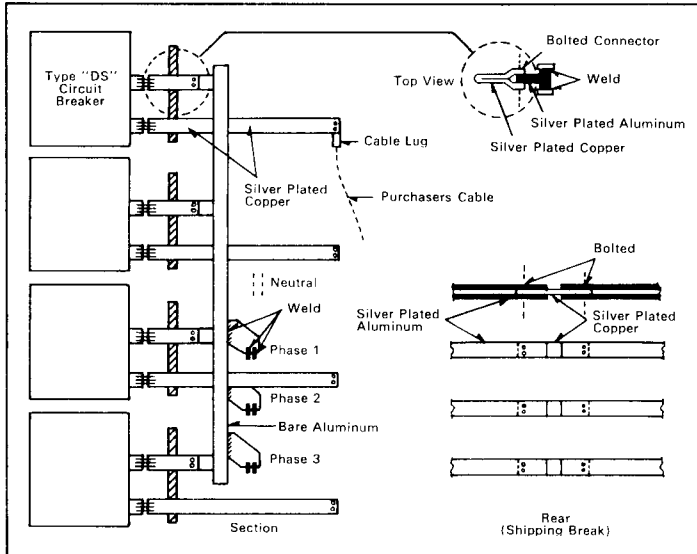 Type "DS"
Circuit
Breaker
Top View
Bolted Connector
Weld
Silver Plated Aluminum
Silver Plated Copper
Cable Lug
Silver Plated
Copper
Purchasers Cable
Neutral
Weld
Phase 1
Phase 2
Bare Aluminum
Phase 3
Section
Bolted
Silver Plated
Aluminum
Silver Plated
Copper
Rear
(Shipping Break)